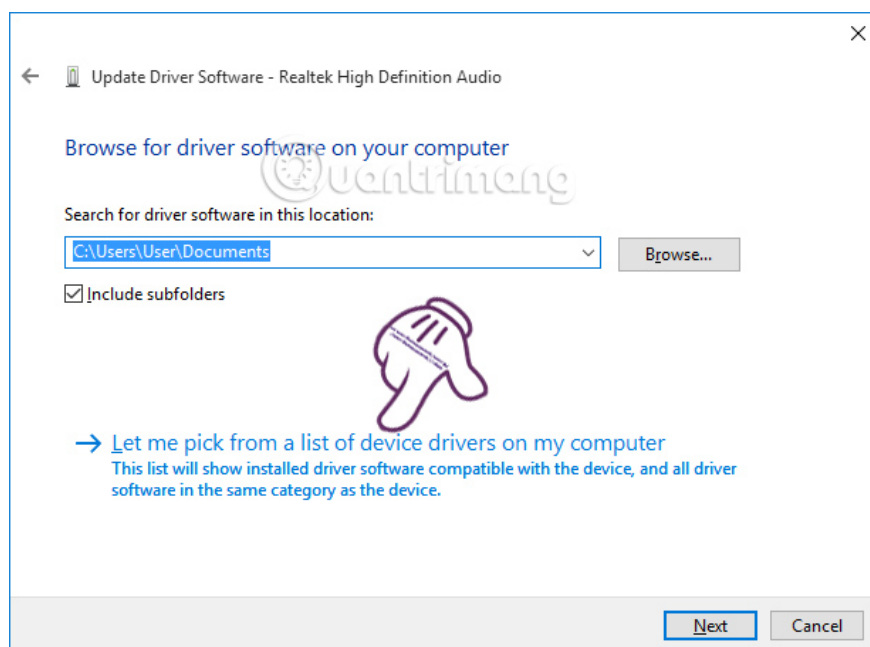 Update Driver Software - Realtek High Definition Audio
Browse for driver software on your computer
Quantrimang
Search for driver software in this location:
C:\Users\User\Documents
Browse...
Include subfolders
Let me pick from a list of device drivers on my computer
This list will show installed driver software compatible with the device, and all driver
software in the same category as the device.
Next
Cancel